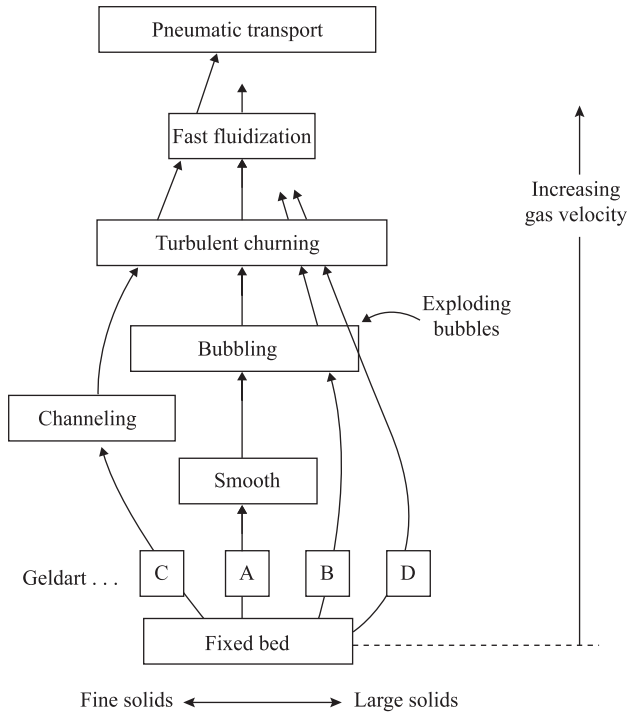 Pneumatic transport
Fast fluidization
Increasing
gas velocity
Turbulent churning
Exploding
bubbles
Bubbling
Channeling
Smooth
Geldart . . . C A B D
Fixed bed
Fine solids Large solids